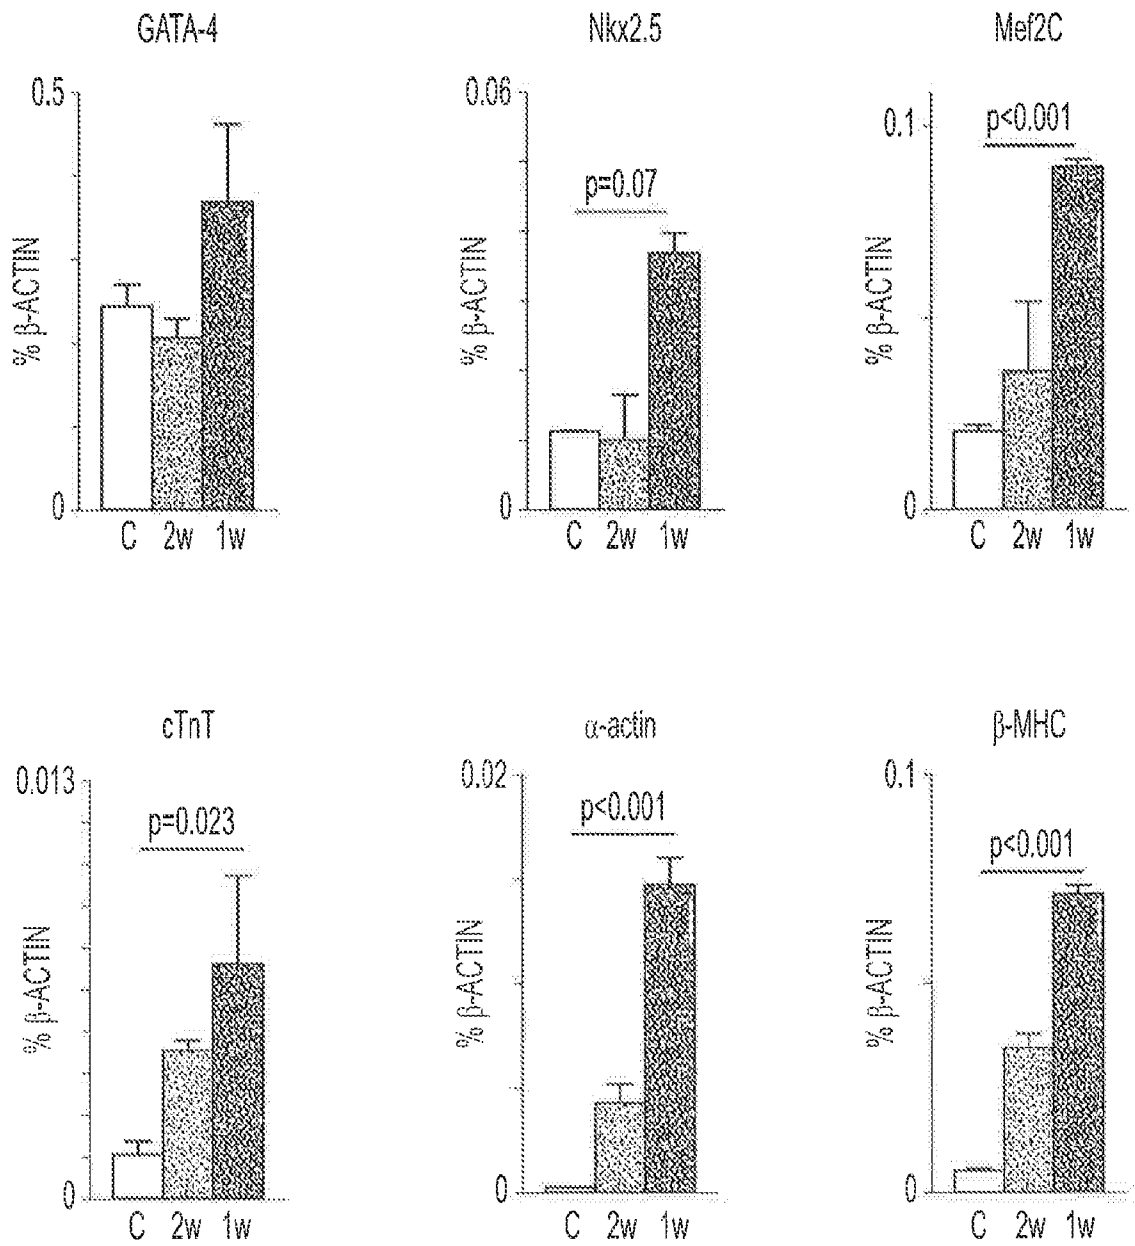 GATA-4
0.5
% β-ACTIN
0
C 2w 1w
Nkx2.5
0.06
p=0.07
% β-ACTIN
0
C 2w 1w
Mef2C
0.1
p<0.001
% β-ACTIN
0
C 2w 1w
cTnT
0.013
p=0.023
% β-ACTIN
0
C 2w 1w
α-actin
0.02
p<0.001
% β-ACTIN
0
C 2w 1w
β-MHC
0.1
p<0.001
% β-ACTIN
0
C 2w 1w